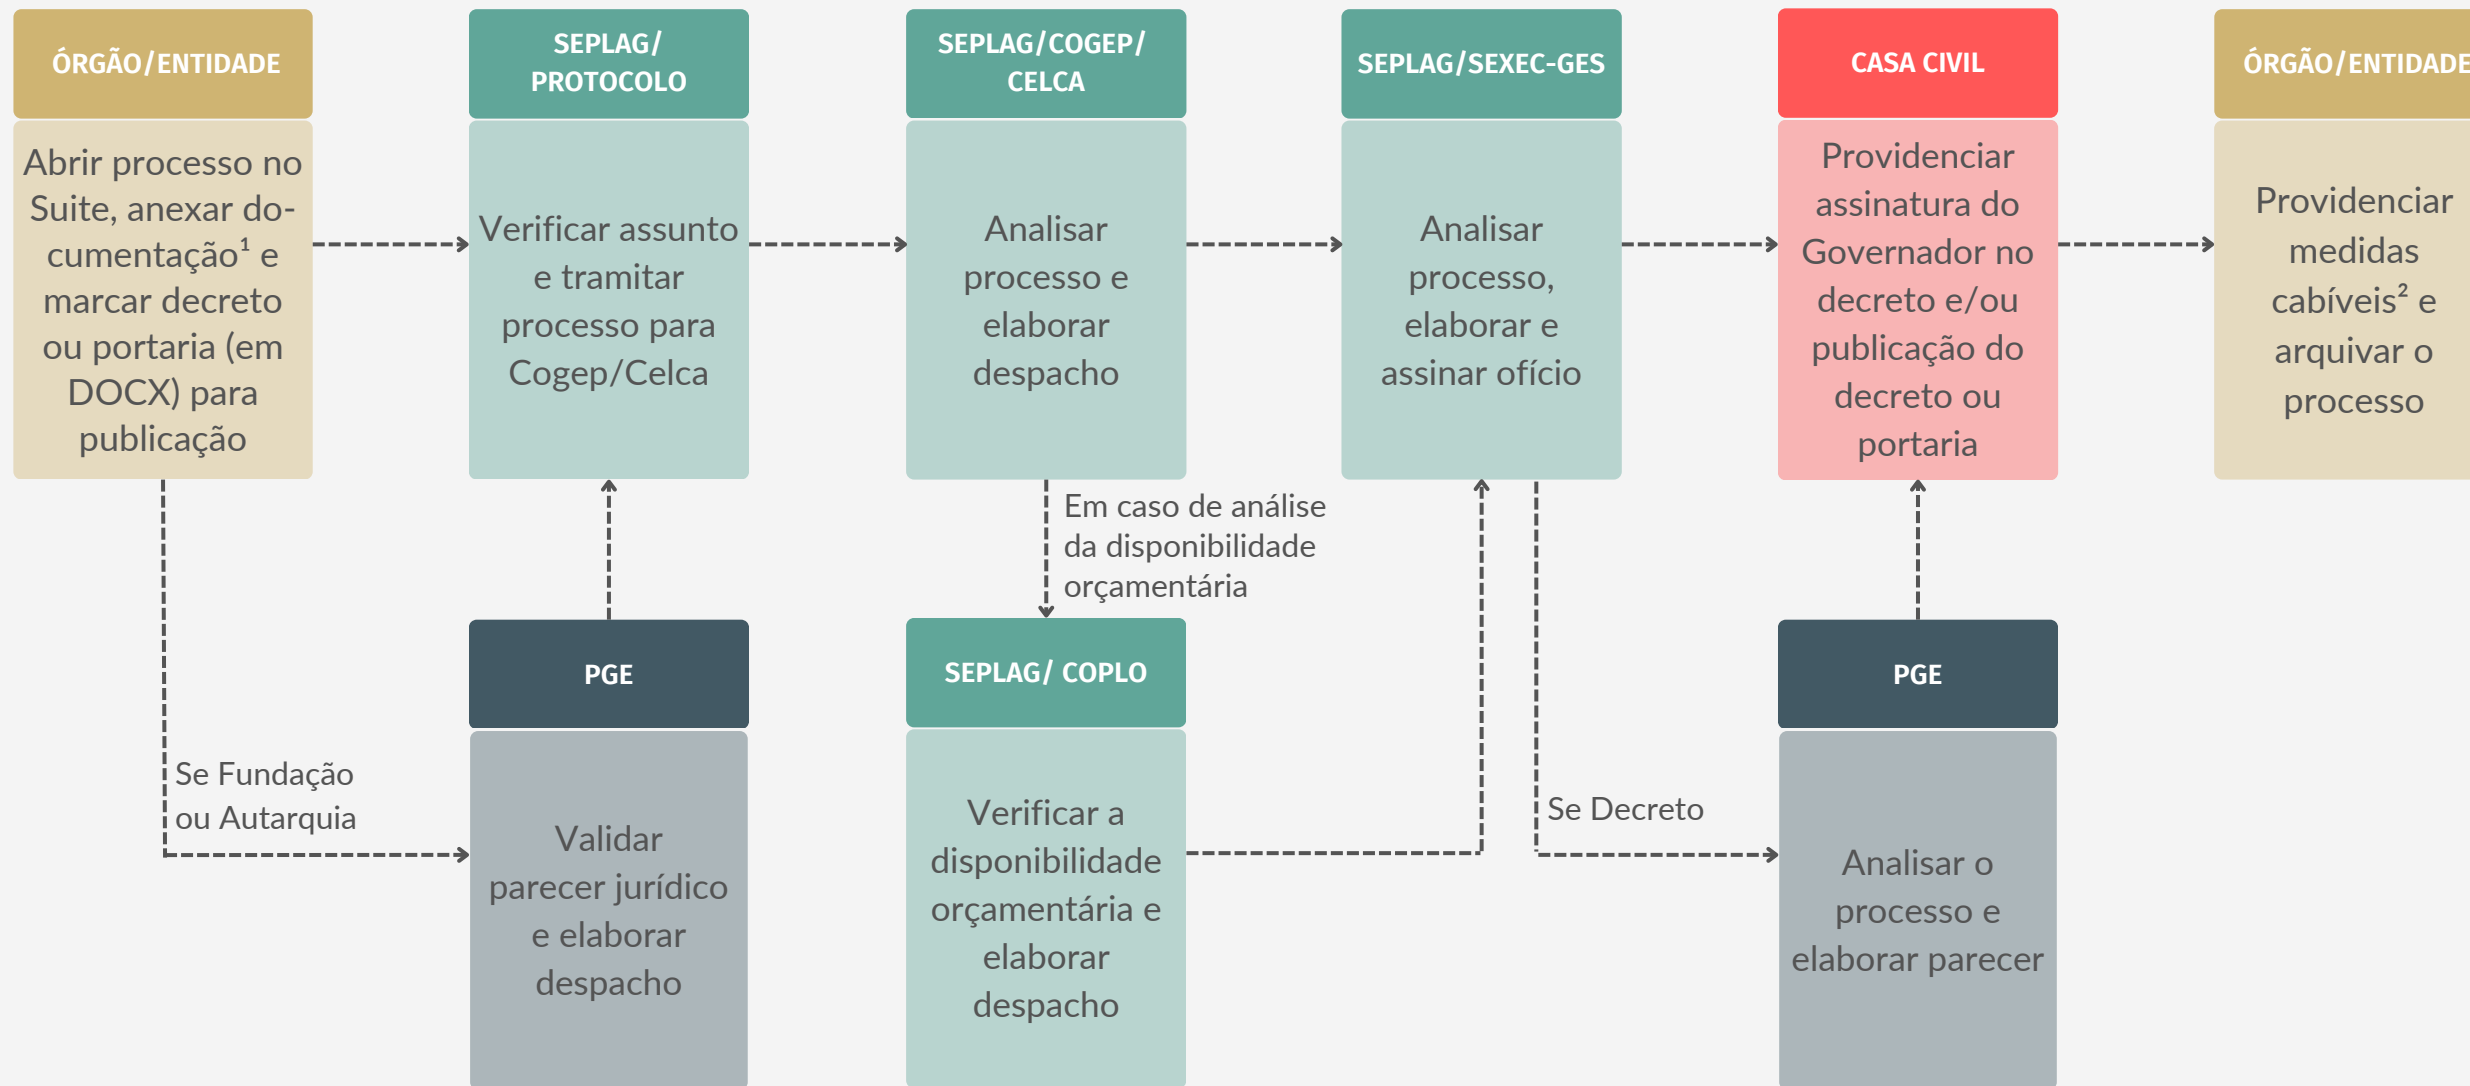 ÓRGÃO/ENTIDADE
Abrir processo no
Suite, anexar do-
cumentação¹ e
marcar decreto
ou portaria (em
DOCX) para
publicação
SEPLAG/
PROTOCOLO
Verificar assunto
e tramitar
processo para
Cogep/Celca
SEPLAG/COGEP/
CELCA
Analisar
processo e
elaborar
despacho
SEPLAG/SEXEC-GES
Analisar
processo,
elaborar e
assinar ofício
CASA CIVIL
Providenciar
assinatura do
Governador no
decreto e/ou
publicação do
decreto ou
portaria
ÓRGÃO/ENTIDADE
Providenciar
medidas
cabíveis² e
arquivar o
processo
Em caso de análise
da disponibilidade
orçamentária
Se Fundação
ou Autarquia
PGE
Validar
parecer jurídico
e elaborar
despacho
SEPLAG/ COPLO
Verificar a
disponibilidade
orçamentária e
elaborar
despacho
Se Decreto
PGE
Analisar o
processo e
elaborar parecer